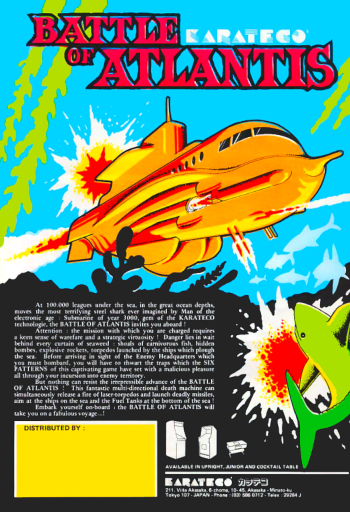 BATTLE
KARATECO
OF ATLANTIS
At 100.000 leagues under the sea, in the great ocean depths,
moves the most terrifying steel shark ever imagined by Man of the
electronic age : Submarine of year 3000, gem of the KARATECO
technologie, the BATTLE OF ATLANTIS invites you aboard !
Attention : the mission with which you are charged requires
a keen sense of warefare and a strategic virtuosity ! Danger lies in wait
behind every curtain of seaweed : shoals of carnivorous fish, hidden
bombes, explosive rockets, torpedos launched by the ships which plough
the sea. Before arriving in sight of the Enemy Headquarters which
you must bombard, you will have to thwart the traps which the SIX
PATTERNS of this captivating game have set with a malicious pleasure
all through your incursion into enemy territory.
But nothing can resist the irrepressible advance of the BATTLE
OF ATLANTIS ! This fantastic multi-directional death machine can
simultaneously release a fire of laser-torpedos and launch deadly missiles,
aim at the ships on the sea and the Fuel Tanks at the bottom of the sea !
Embark yourself on-board : the BATTLE OF ATLANTIS will
take you on a fabulous voyage...!
DISTRIBUTED BY :
AVAILABLE IN UPRIGHT, JUNIOR AND COCKTAIL TABLE
KARATECO カラテコ
211, Villa Akasaka, 6-chome, 10-45, Akasaka - Minato-ku
Tokyo 107 - JAPAN - Phone : (03) 586 0712 - Telex : 29284 J